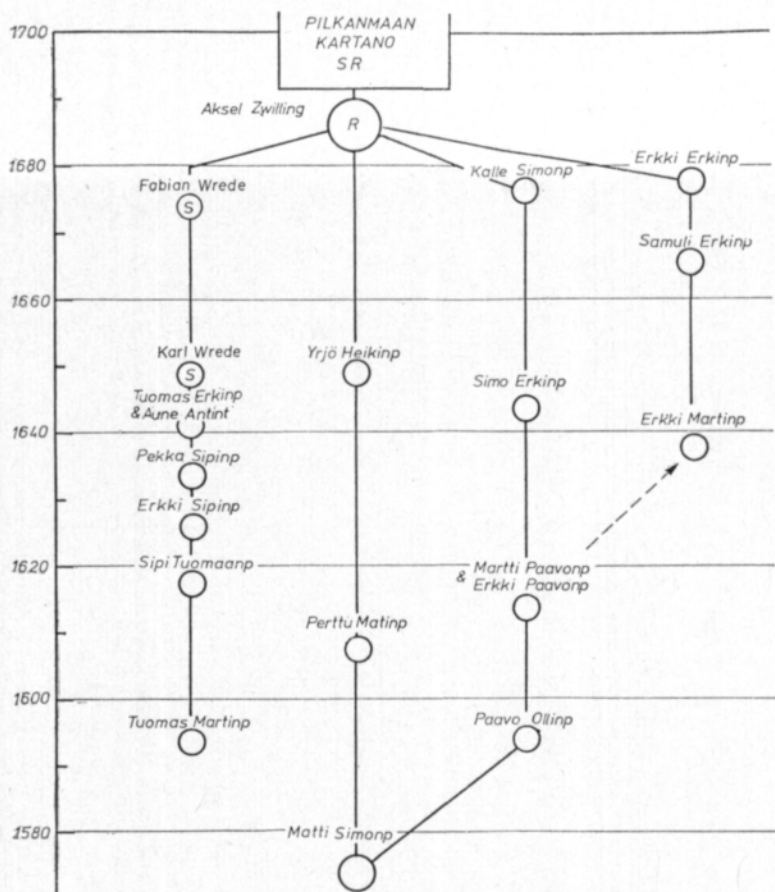 1700
PILKANMAAN
KARTANO
S R
Aksel Zwilling
R
1680
Fabian Wrede
S
Kalle Simonp
Erkki Erkinp
Samuli Erkinp
1660
Karl Wrede
S
Yrjö Heikinp
Tuomas Erkinp
& Aune Antint
Simo Erkinp
Erkki Martinp
1640
Pekka Sipinp
Erkki Sipinp
1620
Sipi Tuomaanp
Martti Paavonp
& Erkki Paavonp
Perttu Matinp
1600
Tuomas Martinp
Paavo Ollinp
1580
Matti Simonp